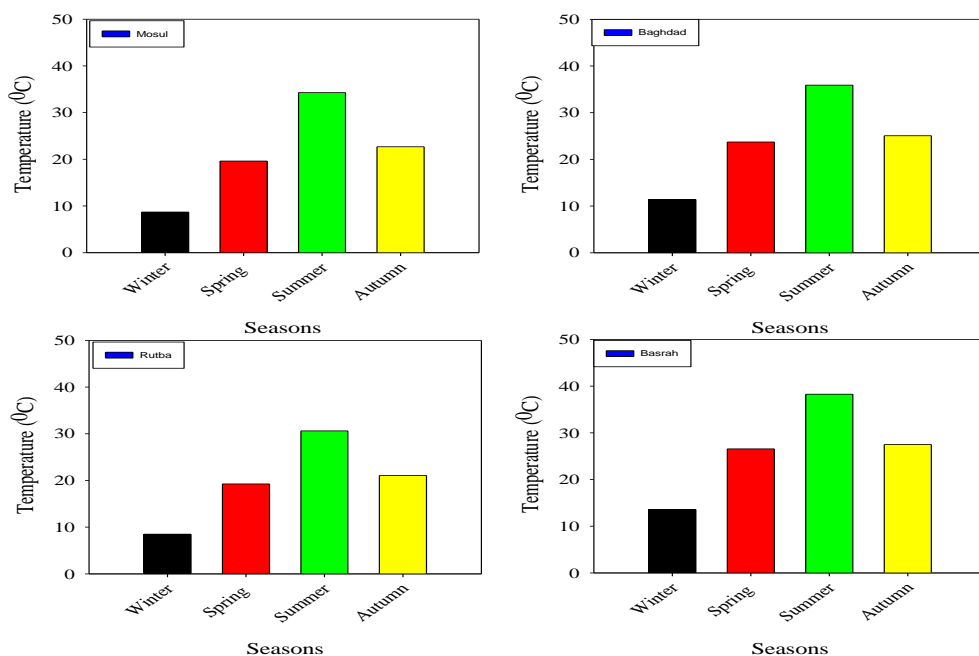 Mosul
50
40
30
20
10
0
Temperature (⁰C)
Winter
Spring
Summer
Autumn
Seasons
Baghdad
50
40
30
20
10
0
Temperature (⁰C)
Winter
Spring
Summer
Autumn
Seasons
Rutba
50
40
30
20
10
0
Temperature (⁰C)
Winter
Spring
Summer
Autumn
Seasons
Basrah
50
40
30
20
10
0
Temperature (⁰C)
Winter
Spring
Summer
Autumn
Seasons